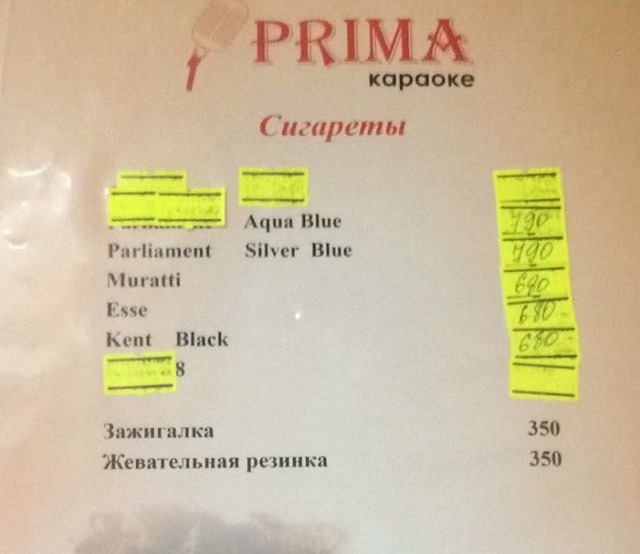 PRIMA
караоке
Сигареты
Aqua Blue 790
Parliament Silver Blue 790
Muratti 680
Esse 680
Kent Black 680
8
Зажигалка 350
Жевательная резинка 350